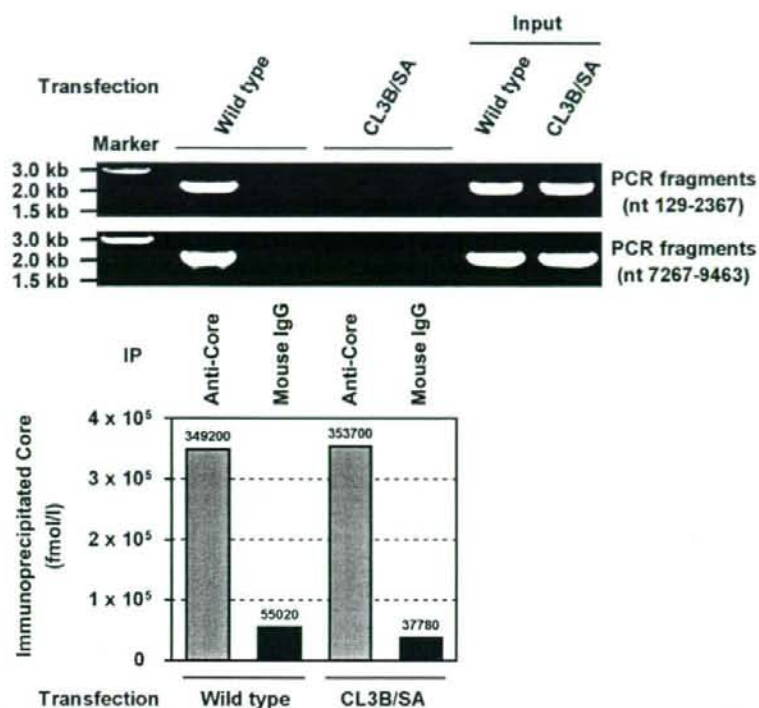 Input
Transfection
Wild type
CL3B/SA
Wild type
CL3B/SA
Marker
3.0 kb
2.0 kb
1.5 kb
PCR fragments
(nt 129-2367)
3.0 kb
2.0 kb
1.5 kb
PCR fragments
(nt 7267-9463)
IP
Anti-Core
Mouse IgG
Anti-Core
Mouse IgG
Immunoprecipitated Core
(fmol/l)
4 x 10⁵
3 x 10⁵
2 x 10⁵
1 x 10⁵
0
349200
55020
353700
37780
Transfection
Wild type
CL3B/SA